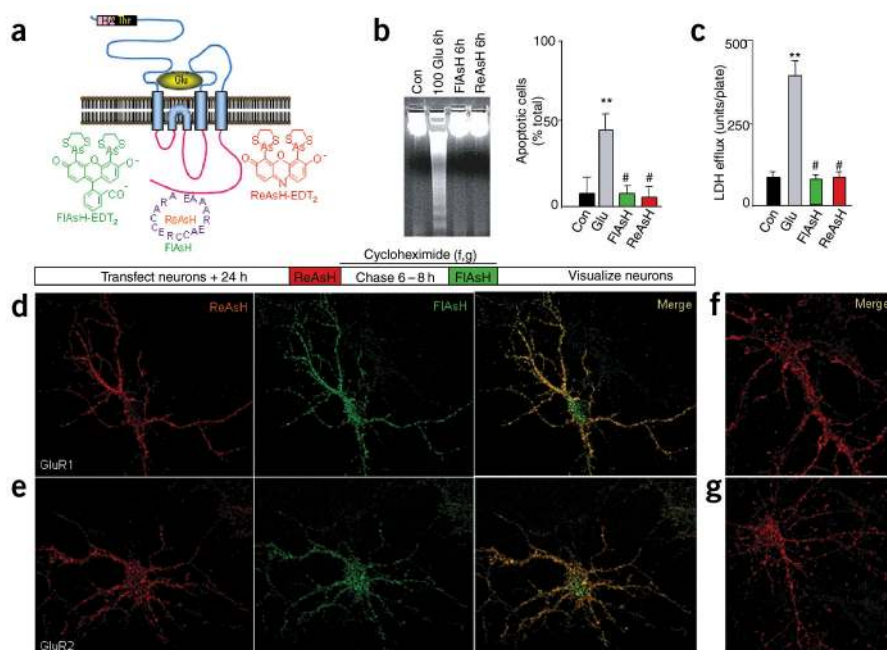 a
Thr
Glu
FlAsH-EDT2
ReAsH-EDT2
ReAsH
FlAsH
b
Con
100 Glu 6h
FlAsH 6h
ReAsH 6h
Apoptotic cells
(% total)
100
50
0
**
#
#
Con
Glu
FlAsH
ReAsH
c
LDH efflux (units/plate)
500
250
0
**
#
#
Con
Glu
FlAsH
ReAsH
Cycloheximide (f,g)
Transfect neurons + 24 h ReAsH Chase 6 – 8 h FlAsH Visualize neurons
d
ReAsH
FlAsH
Merge
GluR1
f
Merge
e
GluR2
g